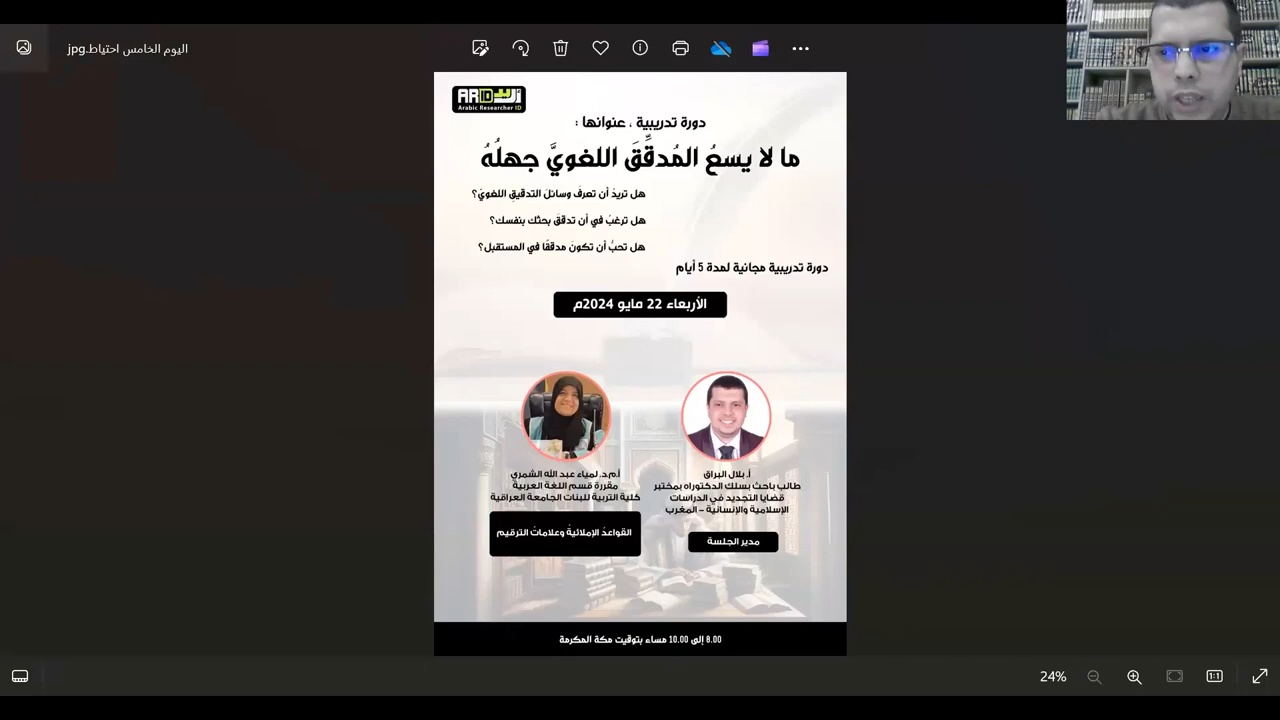 اليوم الخامس احتياط.jpg
ARID أريد
Arabic Researcher ID
دورة تدريبية ، عنوانها :
ما لا يسعُ المُدقِّقَ اللغويَّ جهلُهُ
هل تريدُ أن تعرفَ وسائلَ التدقيقِ اللغويّ؟
هل ترغبُ في أن تدققَ بحثك بنفسك؟
هل تحبُّ أن تكونَ مدققًا في المستقبل؟
دورة تدريبية مجانية لمدة 5 أيام
الأربعاء 22 مايو 2024م
أ. بلال البراق
طالب باحث بسلك الدكتوراه بمختبر
قضايا التجديد في الدراسات
الإسلامية والإنسانية - المغرب
مدير الجلسة
أ.م.د. لمياء عبد الله الشمري
مقررة قسم اللغة العربية
كلية التربية للبنات الجامعة العراقية
القواعدُ الإملائيةُ وعلاماتُ الترقيم
8.00 إلى 10.00 مساء بتوقيت مكة المكرمة
24%
1:1